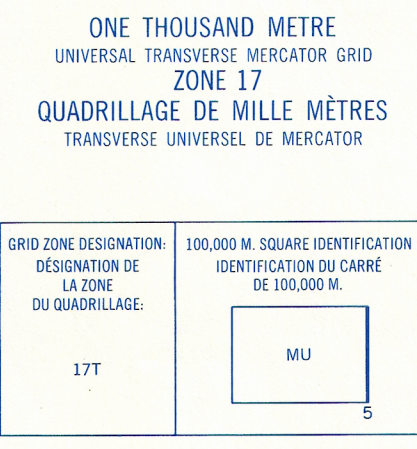 ONE THOUSAND METRE
UNIVERSAL TRANSVERSE MERCATOR GRID
ZONE 17
QUADRILLAGE DE MILLE MÈTRES
TRANSVERSE UNIVERSEL DE MERCATOR
GRID ZONE DESIGNATION:
DÉSIGNATION DE
LA ZONE
DU QUADRILLAGE:
17T
100,000 M. SQUARE IDENTIFICATION
IDENTIFICATION DU CARRÉ
DE 100,000 M.
MU
5